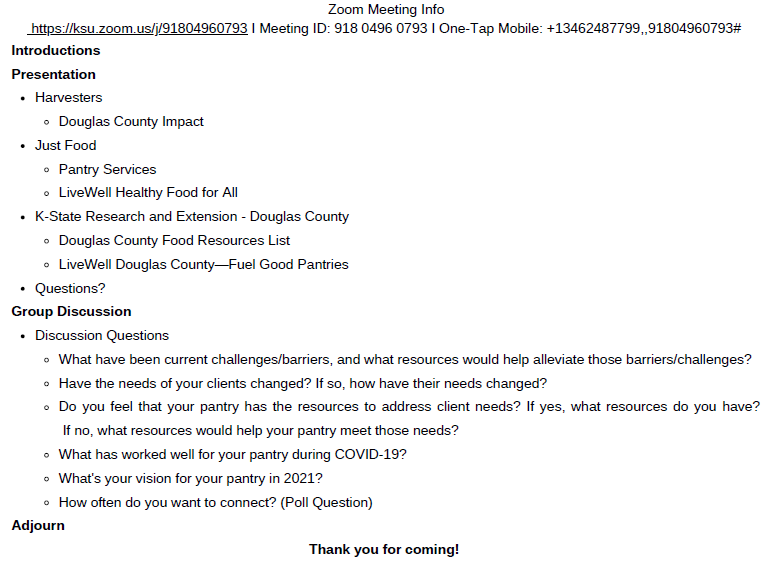 Zoom Meeting Info
https://ksu.zoom.us/j/91804960793 I Meeting ID: 918 0496 0793 I One-Tap Mobile: +13462487799,,91804960793#
Introductions
Presentation
• Harvesters
◦ Douglas County Impact
• Just Food
◦ Pantry Services
◦ LiveWell Healthy Food for All
• K-State Research and Extension - Douglas County
◦ Douglas County Food Resources List
◦ LiveWell Douglas County—Fuel Good Pantries
• Questions?
Group Discussion
• Discussion Questions
◦ What have been current challenges/barriers, and what resources would help alleviate those barriers/challenges?
◦ Have the needs of your clients changed? If so, how have their needs changed?
◦ Do you feel that your pantry has the resources to address client needs? If yes, what resources do you have?
If no, what resources would help your pantry meet those needs?
◦ What has worked well for your pantry during COVID-19?
◦ What's your vision for your pantry in 2021?
◦ How often do you want to connect? (Poll Question)
Adjourn
Thank you for coming!